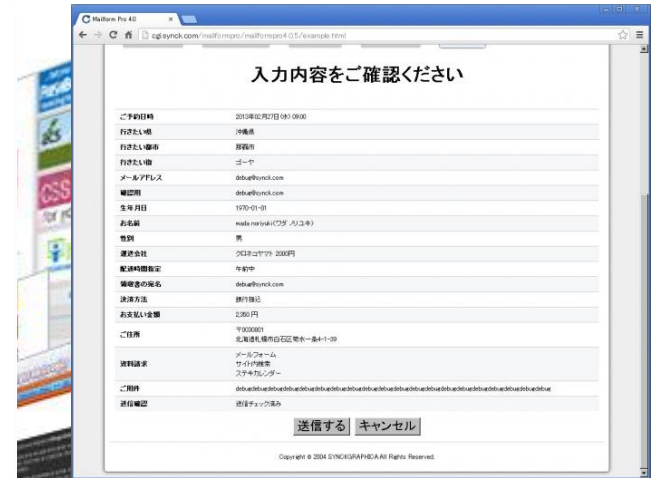 Mailform Pro 4.0
cgi.synck.com/mailformpro/mailformpro4.0.5/example.html
入力内容をご確認ください
ご予約日時 2013年02月27日(水) 09:00
行きたい県 沖縄県
行きたい都市 那覇市
行きたい街 ゴーヤ
メールアドレス debug@synck.com
確認用 debug@synck.com
生年月日 1970-01-01
お名前 wada noriyuki(ワダ ノリユキ)
性別 男
運送会社 クロネコヤマト 2000円
配達時間指定 午前中
領収書の宛名 debug@synck.com
決済方法 銀行振込
お支払い金額 2,350 円
ご住所 〒0030001
北海道札幌市白石区菊水一条4-1-39
資料請求 メールフォーム
サイト内検索
ステキカレンダー
ご用件
送信確認 送信チェック済み
送信する キャンセル
Copyright © 2004 SYNCKGRAPHICA All Rights Reserved.
CSS